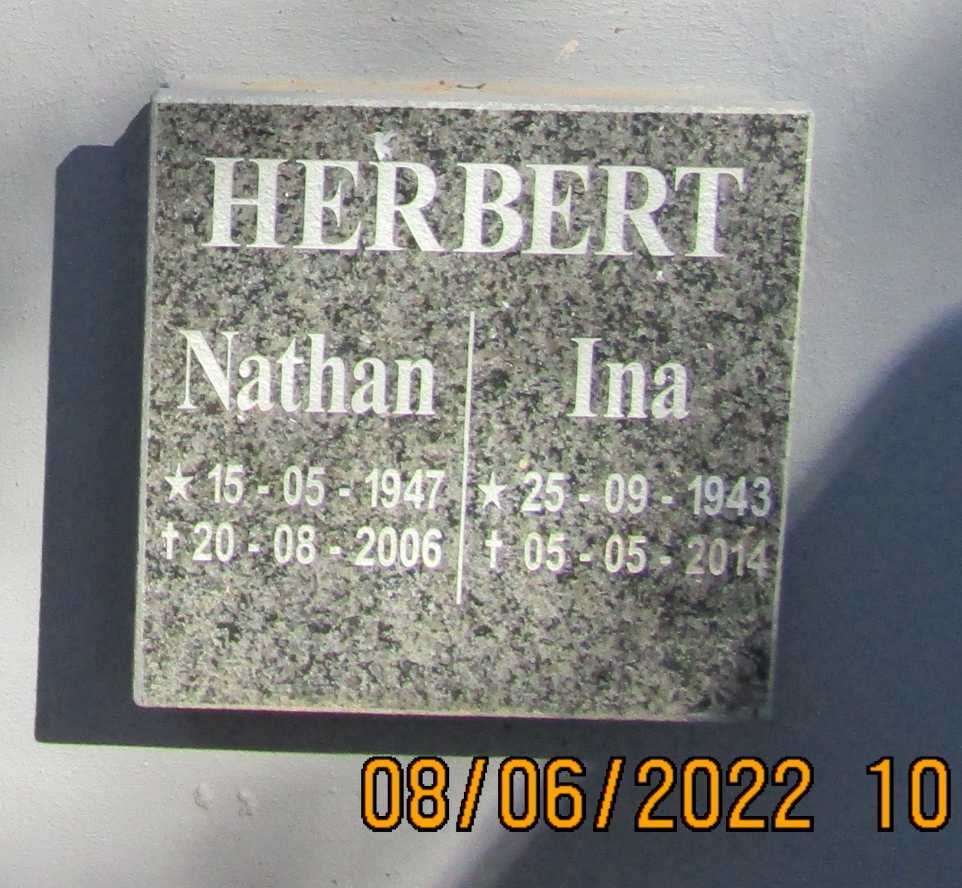 HERBERT
Nathan
★ 15 - 05 - 1947
† 20 - 08 - 2006
Ina
★ 25 - 09 - 1943
† 05 - 05 - 2014
08/06/2022 10